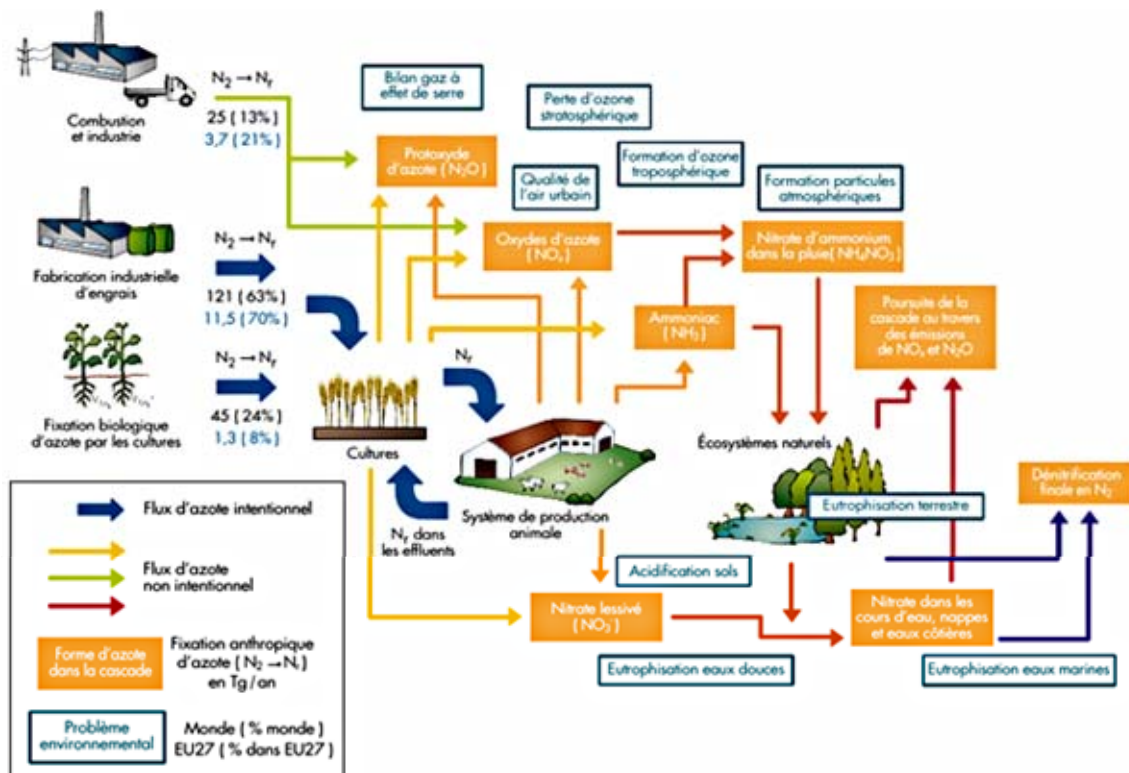 Combustion
et industrie
N₂ → Nᵣ
25 ( 13% )
3,7 ( 21% )
Bilan gaz à
effet de serre
Perte d'ozone
stratosphérique
Protoxyde
d'azote ( N₂O )
Qualité de
l'air urbain
Formation d'ozone
troposphérique
Formation particules
atmosphériques
Oxydes d'azote
( NOₓ )
Nitrate d'ammonium
dans la pluie( NH₄NO₃ )
Fabrication industrielle
d'engrais
N₂ → Nᵣ
121 ( 63% )
11,5 ( 70% )
Ammoniac
( NH₃ )
Poursuite de la
cascade au travers
des émissions
de NOₓ et N₂O
Fixation biologique
d'azote par les cultures
N₂ → Nᵣ
45 ( 24% )
1,3 ( 8% )
Nᵣ
Cultures
Écosystèmes naturels
Nᵣ dans
les effluents
Système de production
animale
Eutrophisation terrestre
Dénitrification
finale en N₂
Acidification sols
Nitrate lessivé
( NO₃⁻ )
Nitrate dans les
cours d'eau, nappes
et eaux côtières
Eutrophisation eaux douces
Eutrophisation eaux marines
Flux d'azote intentionnel
Flux d'azote
non intentionnel
Forme d'azote
dans la cascade
Fixation anthropique
d'azote ( N₂ → Nᵣ )
en Tg / an
Problème
environnemental
Monde ( % monde )
EU27 ( % dans EU27 )